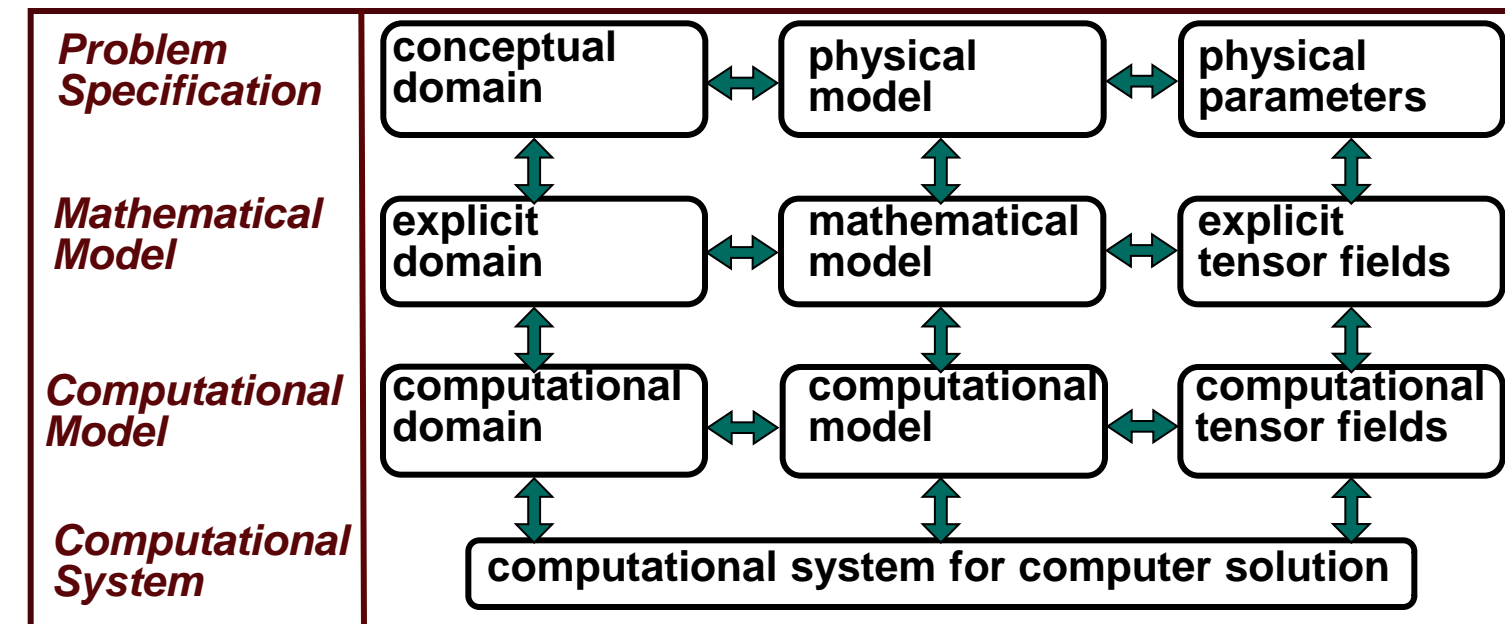 Problem
Specification
conceptual
domain
physical
model
physical
parameters
Mathematical
Model
explicit
domain
mathematical
model
explicit
tensor fields
Computational
Model
computational
domain
computational
model
computational
tensor fields
Computational
System
computational system for computer solution